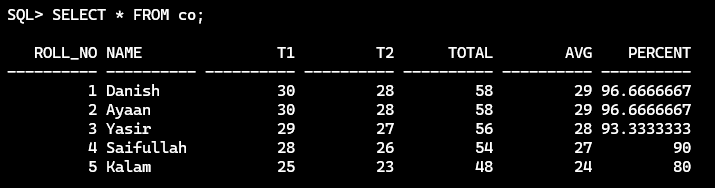 SQL> SELECT * FROM co;
ROLL_NO NAME T1 T2 TOTAL AVG PERCENT
---------- ---------- ---------- ---------- ---------- ---------- ----------
1 Danish 30 28 58 29 96.6666667
2 Ayaan 30 28 58 29 96.6666667
3 Yasir 29 27 56 28 93.3333333
4 Saifullah 28 26 54 27 90
5 Kalam 25 23 48 24 80